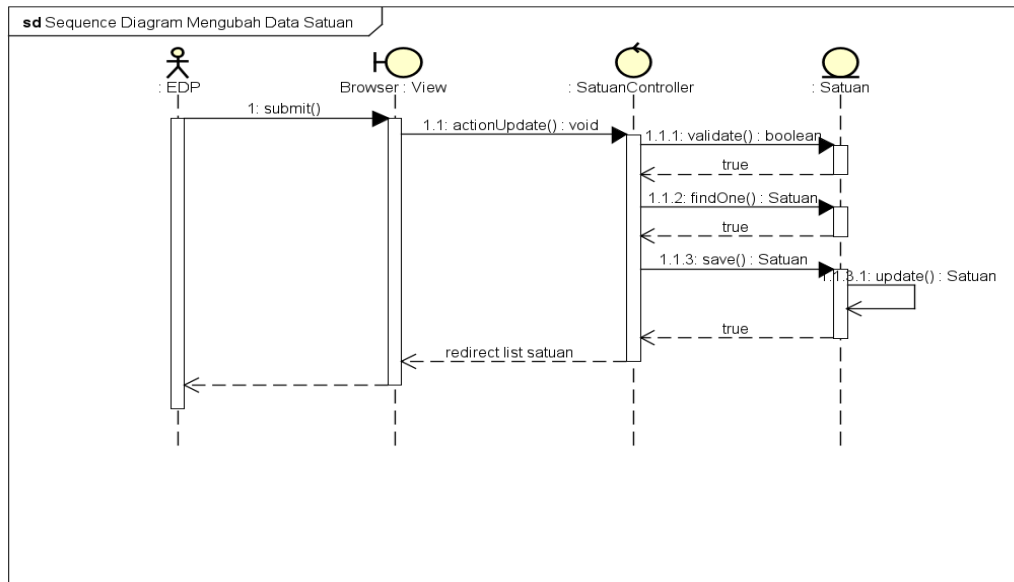 sd Sequence Diagram Mengubah Data Satuan
: EDP
Browser : View
: SatuanController
: Satuan
1: submit()
1.1: actionUpdate() : void
1.1.1: validate() : boolean
true
1.1.2: findOne() : Satuan
true
1.1.3: save() : Satuan
1.1.3.1: update() : Satuan
true
redirect list satuan